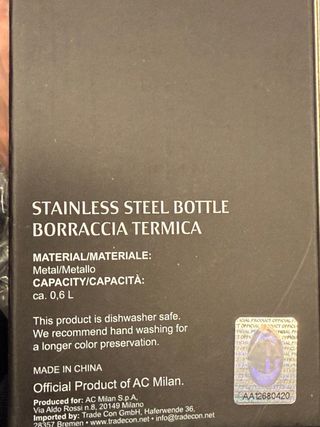 STAINLESS STEEL BOTTLE
BORRACCIA TERMICA
MATERIAL/MATERIALE:
Metal/Metallo
CAPACITY/CAPACITÀ:
ca. 0,6 L
This product is dishwasher safe.
We recommend hand washing for
a longer color preservation.
MADE IN CHINA
Official Product of AC Milan.
Produced for: AC Milan S.p.A,
Via Aldo Rossi n.8, 20149 Milano
Imported by: Trade Con GmbH, Haferwende 36,
28357 Bremen • www.tradecon.net
AA12680420